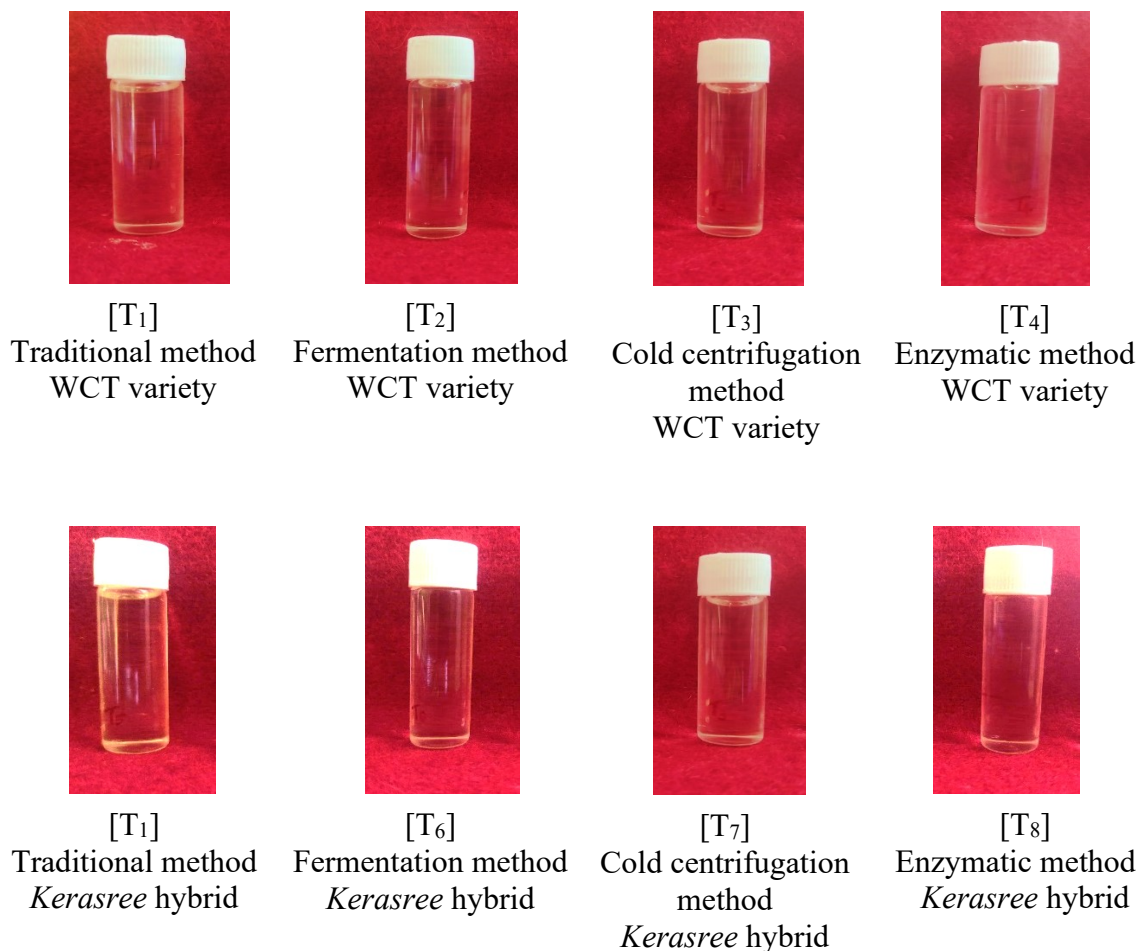 [T₁]
Traditional method
WCT variety
[T₂]
Fermentation method
WCT variety
[T₃]
Cold centrifugation
method
WCT variety
[T₄]
Enzymatic method
WCT variety
[T₁]
Traditional method
Kerasree hybrid
[T₆]
Fermentation method
Kerasree hybrid
[T₇]
Cold centrifugation
method
Kerasree hybrid
[T₈]
Enzymatic method
Kerasree hybrid